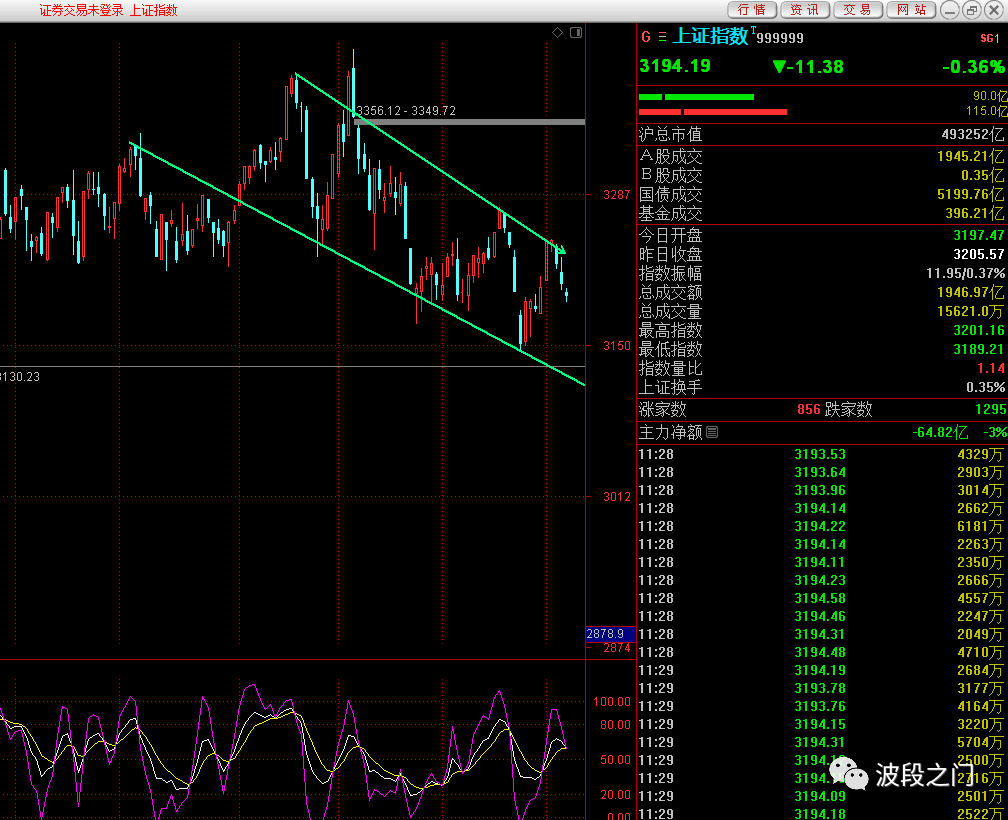 证券交易未登录 上证指数
行情 资讯 交易 网站
3356.12 - 3349.72
3287
3150
3130.23
3012
2878.9
2874
100.00
80.00
50.00
20.00
0.00
G 上证指数 T 999999 SG1
3194.19 ▼-11.38 -0.36%
90.0亿
115.0亿
沪总市值 493252亿
A股成交 1945.21亿
B股成交 0.35亿
国债成交 5199.76亿
基金成交 396.21亿
今日开盘 3197.47
昨日收盘 3205.57
指数振幅 11.95/0.37%
总成交额 1946.97亿
总成交量 15621.0万
最高指数 3201.16
最低指数 3189.21
指数量比 1.14
上证换手 0.35%
涨家数 856 跌家数 1295
主力净额 -64.82亿 -3%
11:28 3193.53 4329万
11:28 3193.64 2903万
11:28 3193.96 3014万
11:28 3194.14 2662万
11:28 3194.22 6181万
11:28 3194.14 2263万
11:28 3194.11 2350万
11:28 3194.23 2666万
11:28 3194.58 4557万
11:28 3194.46 2247万
11:28 3194.31 2049万
11:28 3194.48 4710万
11:29 3194.19 2684万
11:29 3193.78 3177万
11:29 3193.76 4164万
11:29 3194.15 3220万
11:29 3194.31 5704万
11:29 2500万
11:29
11:29 3194.09 2501万
11:29 3194.18 2522万
波段之门